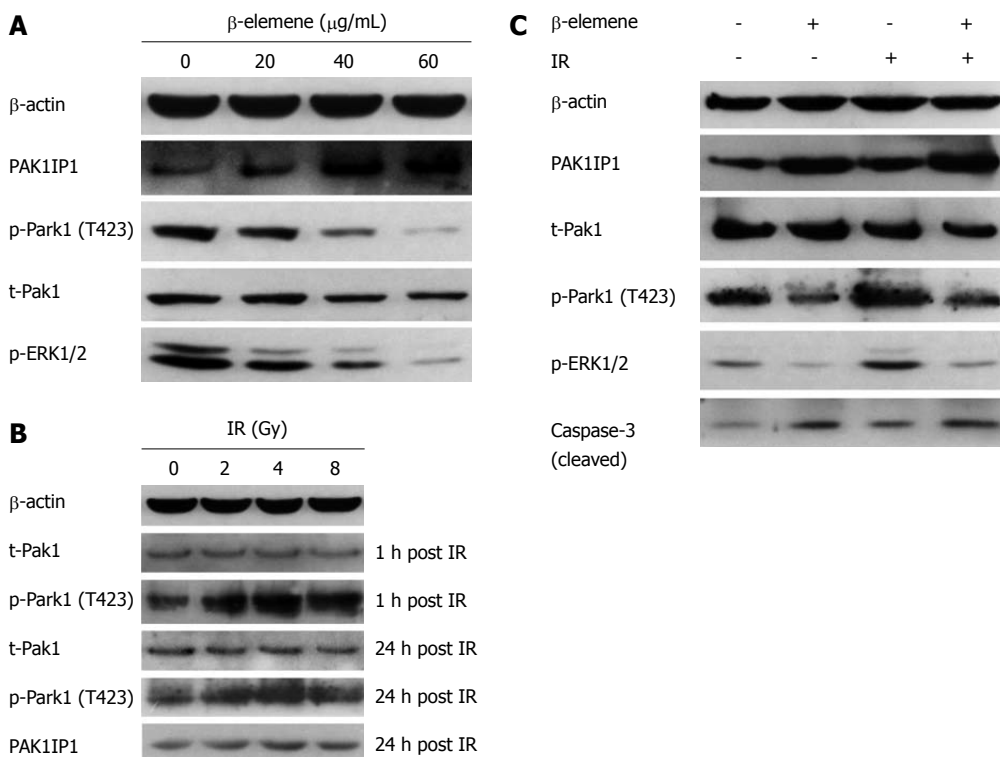 A
β-elemene (μg/mL)
0 20 40 60
β-actin
PAK1IP1
p-Park1 (T423)
t-Pak1
p-ERK1/2
B
IR (Gy)
0 2 4 8
β-actin
t-Pak1 1 h post IR
p-Park1 (T423) 1 h post IR
t-Pak1 24 h post IR
p-Park1 (T423) 24 h post IR
PAK1IP1 24 h post IR
C
β-elemene - + - +
IR - - + +
β-actin
PAK1IP1
t-Pak1
p-Park1 (T423)
p-ERK1/2
Caspase-3
(cleaved)